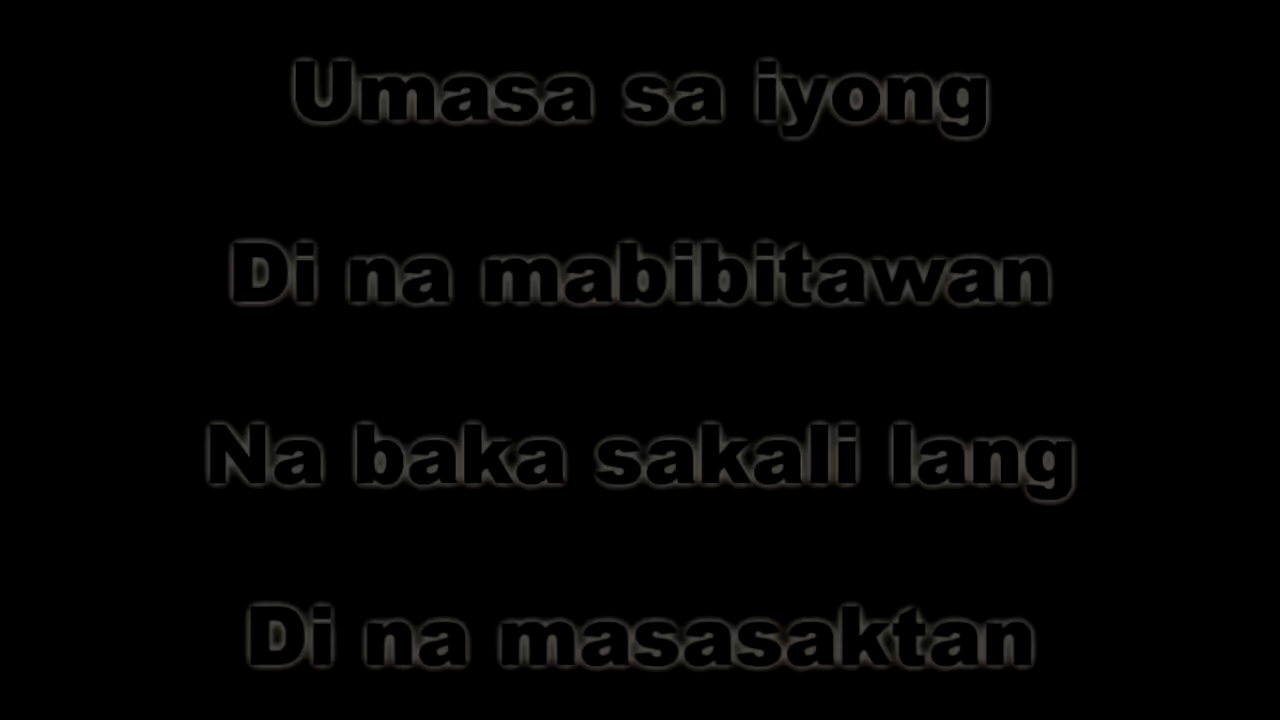 Umasa sa iyong
Di na mabibitawan
Na baka sakali lang
Di na masasaktan